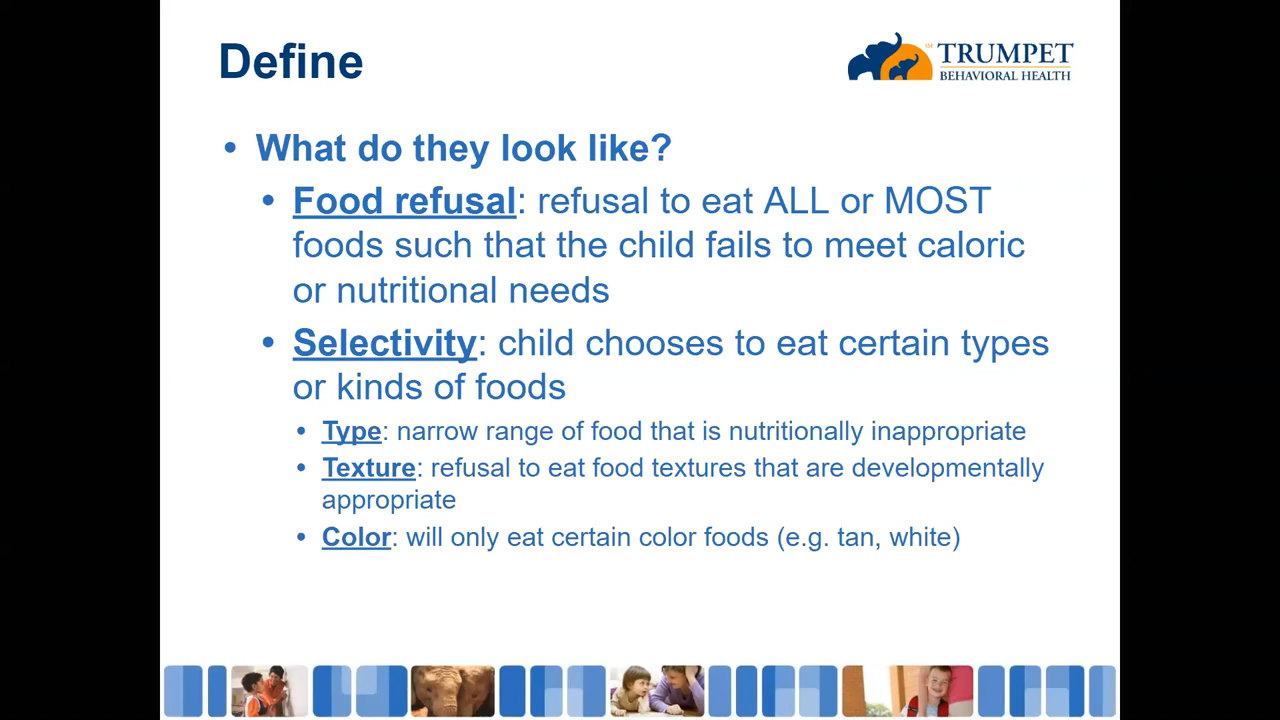 Define
SM TRUMPET
BEHAVIORAL HEALTH
• What do they look like?
• Food refusal: refusal to eat ALL or MOST
foods such that the child fails to meet caloric
or nutritional needs
• Selectivity: child chooses to eat certain types
or kinds of foods
• Type: narrow range of food that is nutritionally inappropriate
• Texture: refusal to eat food textures that are developmentally
appropriate
• Color: will only eat certain color foods (e.g. tan, white)